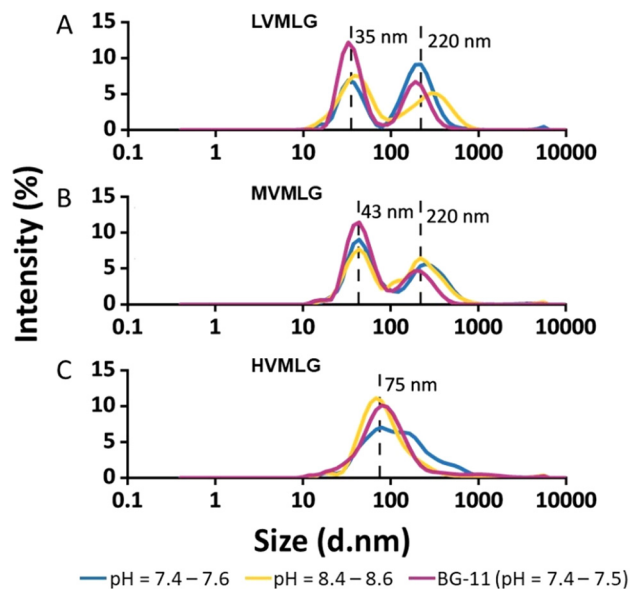 A
LVMLG
35 nm
220 nm
15
10
5
0
0.1 1 10 100 1000 10000
Intensity (%)
B
MVMLG
43 nm
220 nm
15
10
5
0
0.1 1 10 100 1000 10000
C
HVMLG
75 nm
15
10
5
0
0.1 1 10 100 1000 10000
Size (d.nm)
pH = 7.4 – 7.6 pH = 8.4 – 8.6 BG-11 (pH = 7.4 – 7.5)